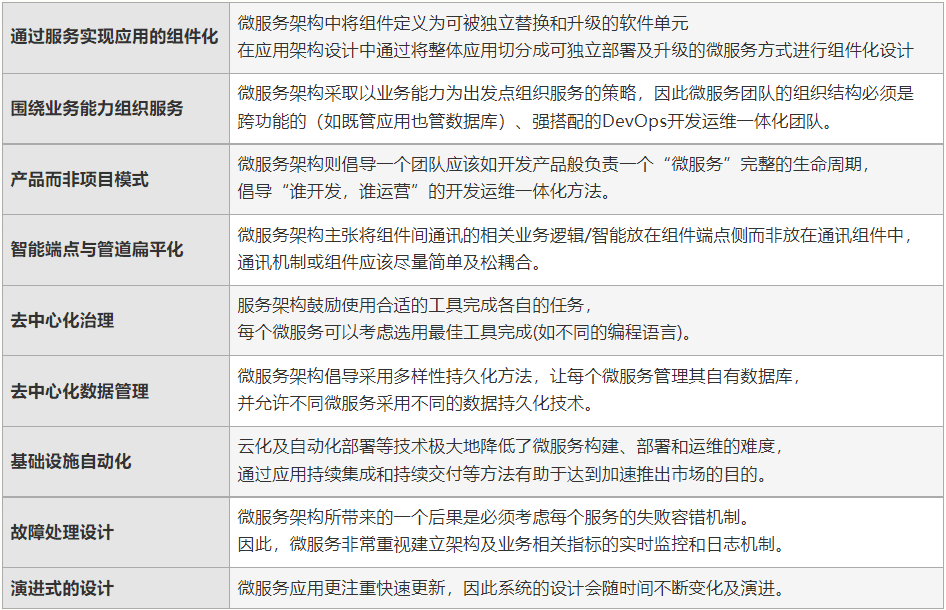 通过服务实现应用的组件化
微服务架构中将组件定义为可被独立替换和升级的软件单元
在应用架构设计中通过将整体应用切分成可独立部署及升级的微服务方式进行组件化设计
围绕业务能力组织服务
微服务架构采取以业务能力为出发点组织服务的策略，因此微服务团队的组织结构必须是
跨功能的（如既管应用也管数据库）、强搭配的DevOps开发运维一体化团队。
产品而非项目模式
微服务架构则倡导一个团队应该如开发产品般负责一个“微服务”完整的生命周期，
倡导“谁开发，谁运营”的开发运维一体化方法。
智能端点与管道扁平化
微服务架构主张将组件间通讯的相关业务逻辑/智能放在组件端点侧而非放在通讯组件中，
通讯机制或组件应该尽量简单及松耦合。
去中心化治理
服务架构鼓励使用合适的工具完成各自的任务，
每个微服务可以考虑选用最佳工具完成(如不同的编程语言)。
去中心化数据管理
微服务架构倡导采用多样性持久化方法，让每个微服务管理其自有数据库，
并允许不同微服务采用不同的数据持久化技术。
基础设施自动化
云化及自动化部署等技术极大地降低了微服务构建、部署和运维的难度，
通过应用持续集成和持续交付等方法有助于达到加速推出市场的目的。
故障处理设计
微服务架构所带来的一个后果是必须考虑每个服务的失败容错机制。
因此，微服务非常重视建立架构及业务相关指标的实时监控和日志机制。
演进式的设计
微服务应用更注重快速更新，因此系统的设计会随时间不断变化及演进。